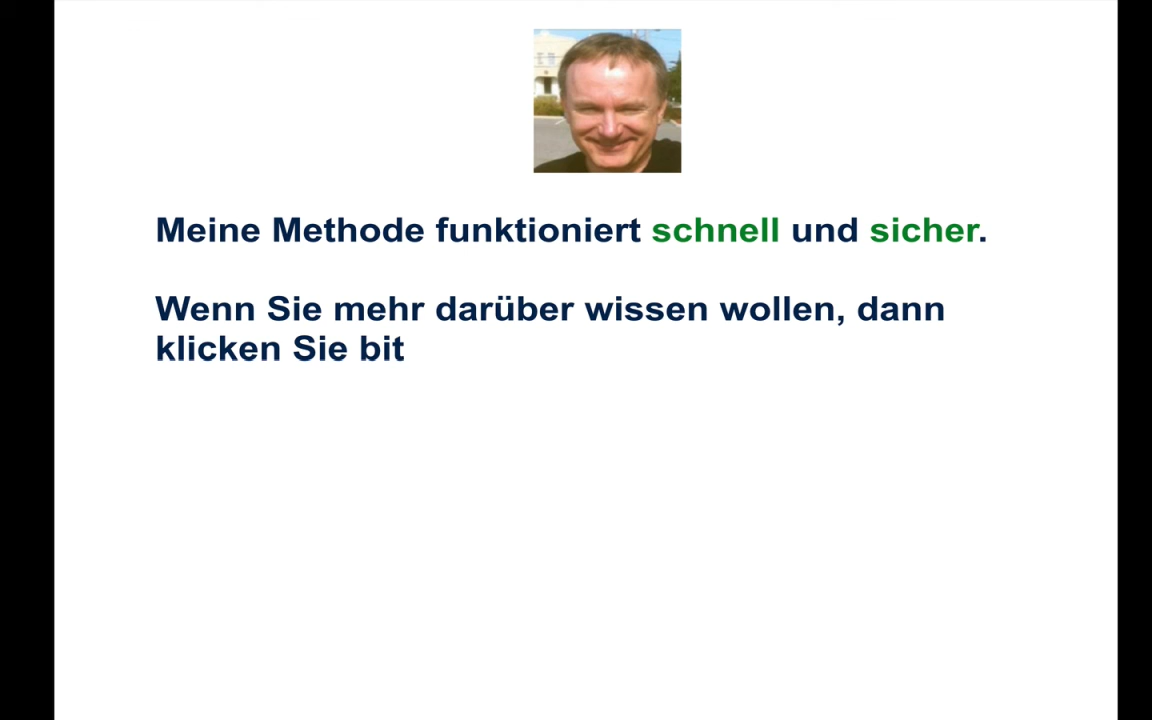 Meine Methode funktioniert schnell und sicher.
Wenn Sie mehr darüber wissen wollen, dann
klicken Sie bit